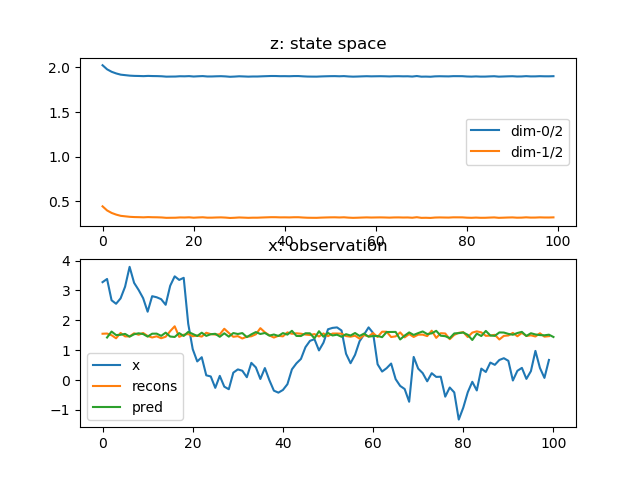 z: state space
2.0
1.5
1.0
0.5
dim-0/2
dim-1/2
0 20 40 60 80 100
x: observation
4
3
2
1
0
−1
x
recons
pred
0 20 40 60 80 100